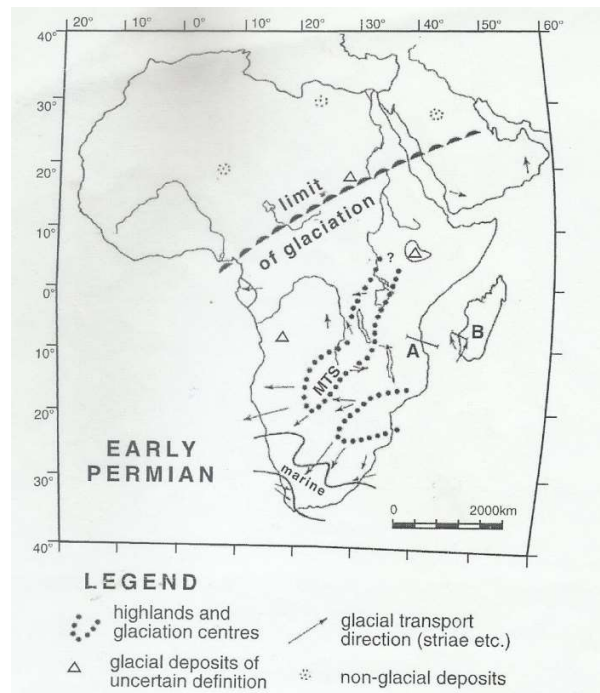 20° 10° 0° 10° 20° 30° 40° 50° 60°
40°
30°
20°
10°
0°
10°
20°
30°
40°
limit
of glaciation
?
A
B
MTS
marine
EARLY
PERMIAN
0 2000km
LEGEND
highlands and
glaciation centres
glacial transport
direction (striae etc.)
glacial deposits of
uncertain definition
non-glacial deposits